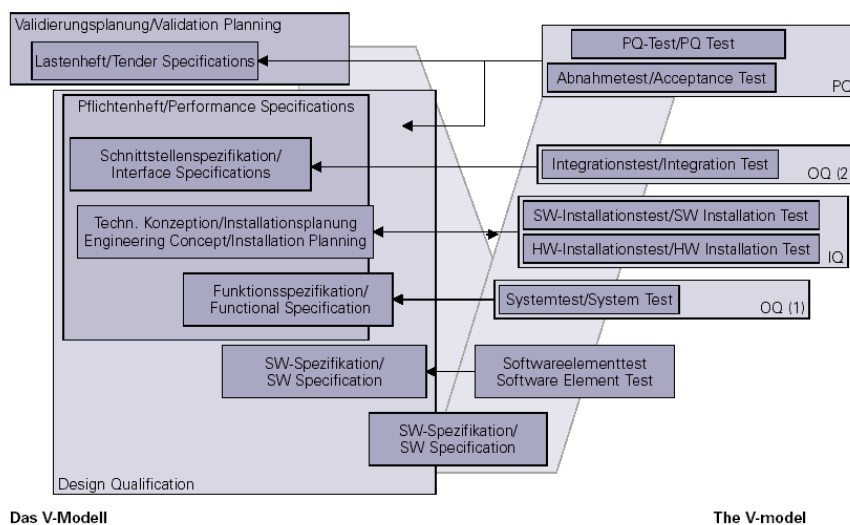 Validierungsplanung/Validation Planning
Lastenheft/Tender Specifications
PQ-Test/PQ Test
Abnahmetest/Acceptance Test
PQ
Pflichtenheft/Performance Specifications
Schnittstellenspezifikation/
Interface Specifications
Integrationstest/Integration Test
OQ (2
Techn. Konzeption/Installationsplanung
Engineering Concept/Installation Planning
SW-Installationstest/SW Installation Test
HW-Installationstest/HW Installation Test
IQ
Funktionsspezifikation/
Functional Specification
Systemtest/System Test
OQ (1)
SW-Spezifikation/
SW Specification
Softwareelementtest
Software Element Test
SW-Spezifikation/
SW Specification
Design Qualification
Das V-Modell
The V-model